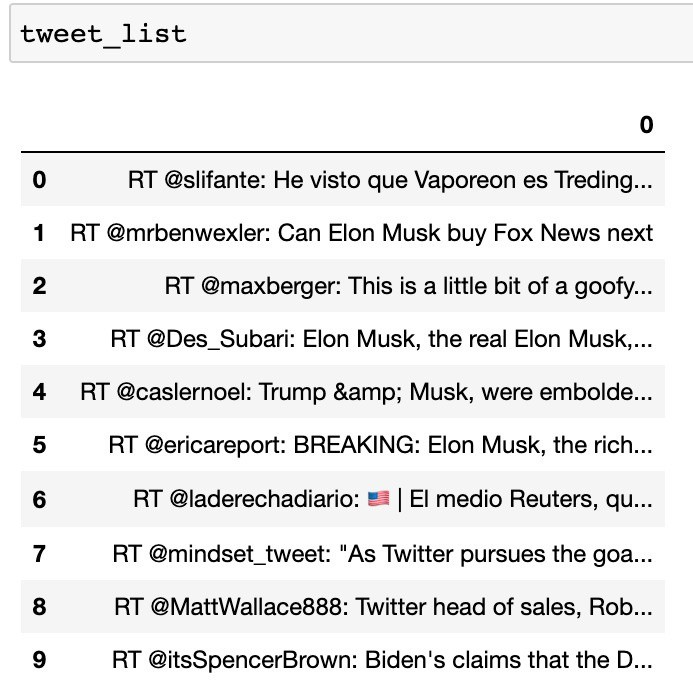 tweet_list
0
0 RT @slifante: He visto que Vaporeon es Treding...
1 RT @mrbenwexler: Can Elon Musk buy Fox News next
2 RT @maxberger: This is a little bit of a goofy...
3 RT @Des_Subari: Elon Musk, the real Elon Musk,...
4 RT @caslernoel: Trump &amp; Musk, were embolde...
5 RT @ericareport: BREAKING: Elon Musk, the rich...
6 RT @laderechadiario: 🇺🇸 | El medio Reuters, qu...
7 RT @mindset_tweet: "As Twitter pursues the goa...
8 RT @MattWallace888: Twitter head of sales, Rob...
9 RT @itsSpencerBrown: Biden's claims that the D...